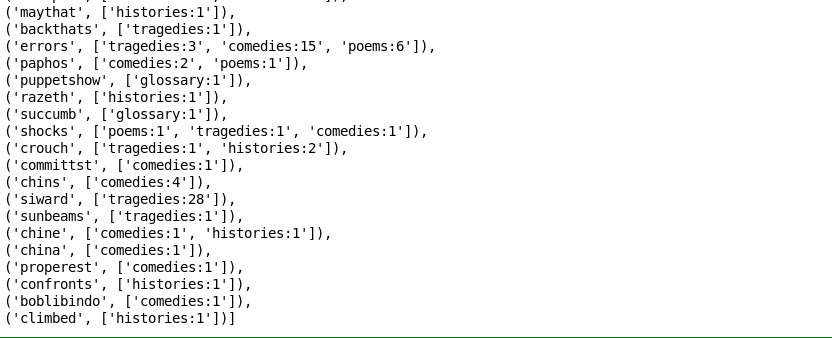 ('maythat', ['histories:1']),
('backthats', ['tragedies:1']),
('errors', ['tragedies:3', 'comedies:15', 'poems:6']),
('paphos', ['comedies:2', 'poems:1']),
('puppetshow', ['glossary:1']),
('razeth', ['histories:1']),
('succumb', ['glossary:1']),
('shocks', ['poems:1', 'tragedies:1', 'comedies:1']),
('crouch', ['tragedies:1', 'histories:2']),
('committst', ['comedies:1']),
('chins', ['comedies:4']),
('siward', ['tragedies:28']),
('sunbeams', ['tragedies:1']),
('chine', ['comedies:1', 'histories:1']),
('china', ['comedies:1']),
('properest', ['comedies:1']),
('confronts', ['histories:1']),
('boblibindo', ['comedies:1']),
('climbed', ['histories:1'])]